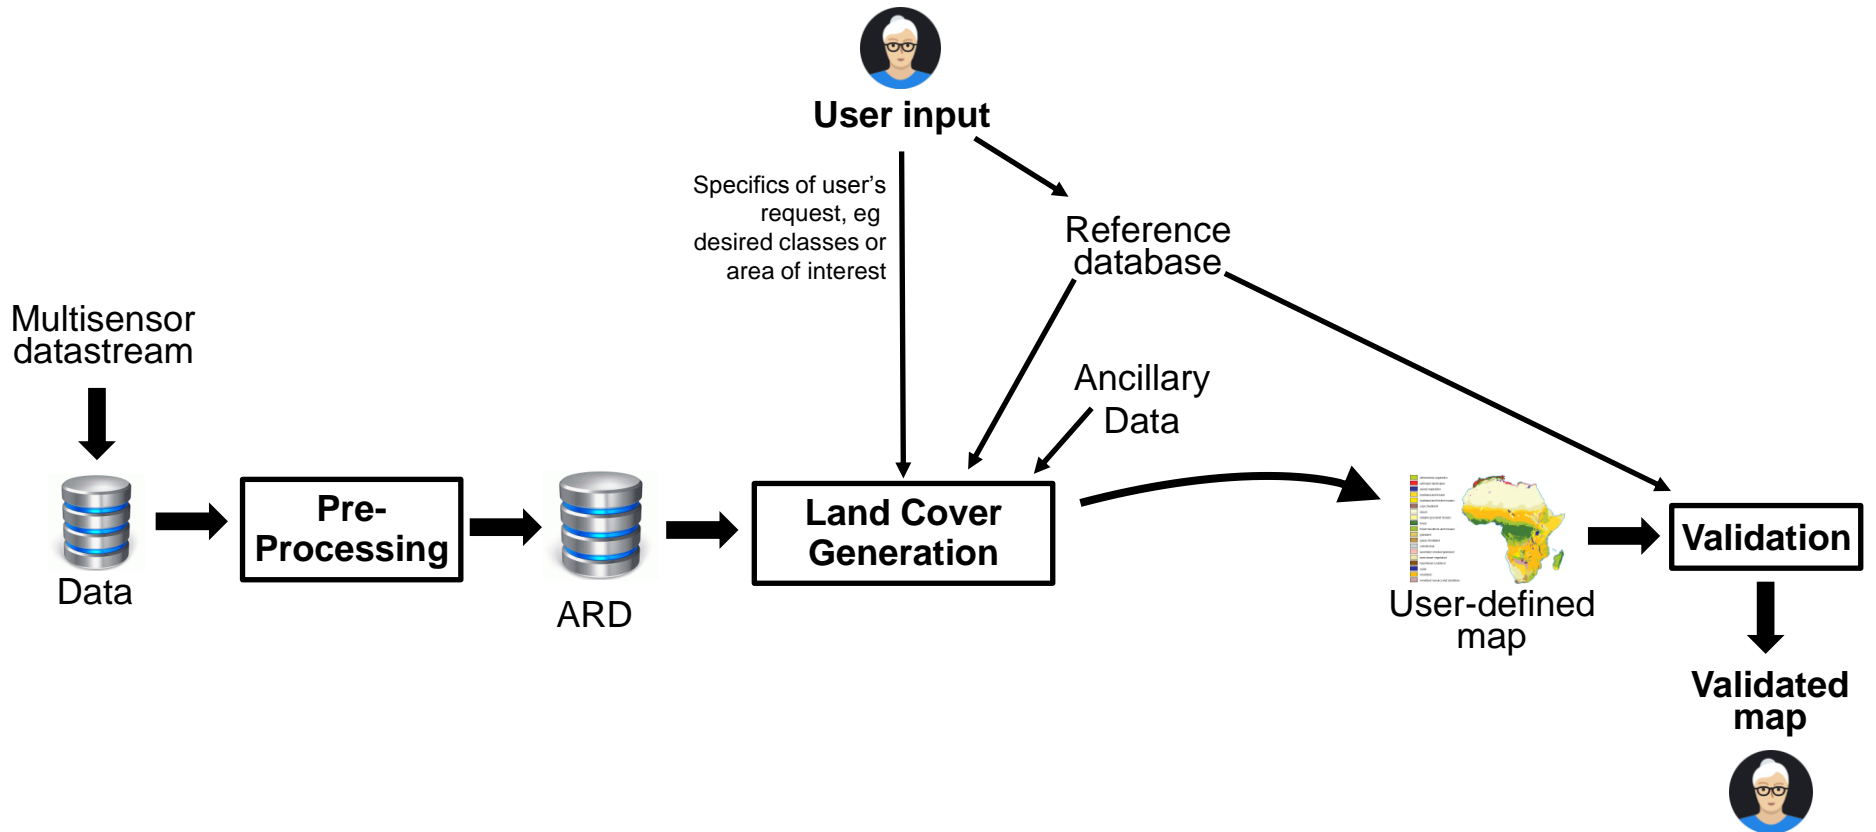 User input
Specifics of user's
request, eg
desired classes or
area of interest
Reference
database
Multisensor
datastream
Ancillary
Data
Pre-
Processing
Land Cover
Generation
Validation
Data
ARD
User-defined
map
Validated
map